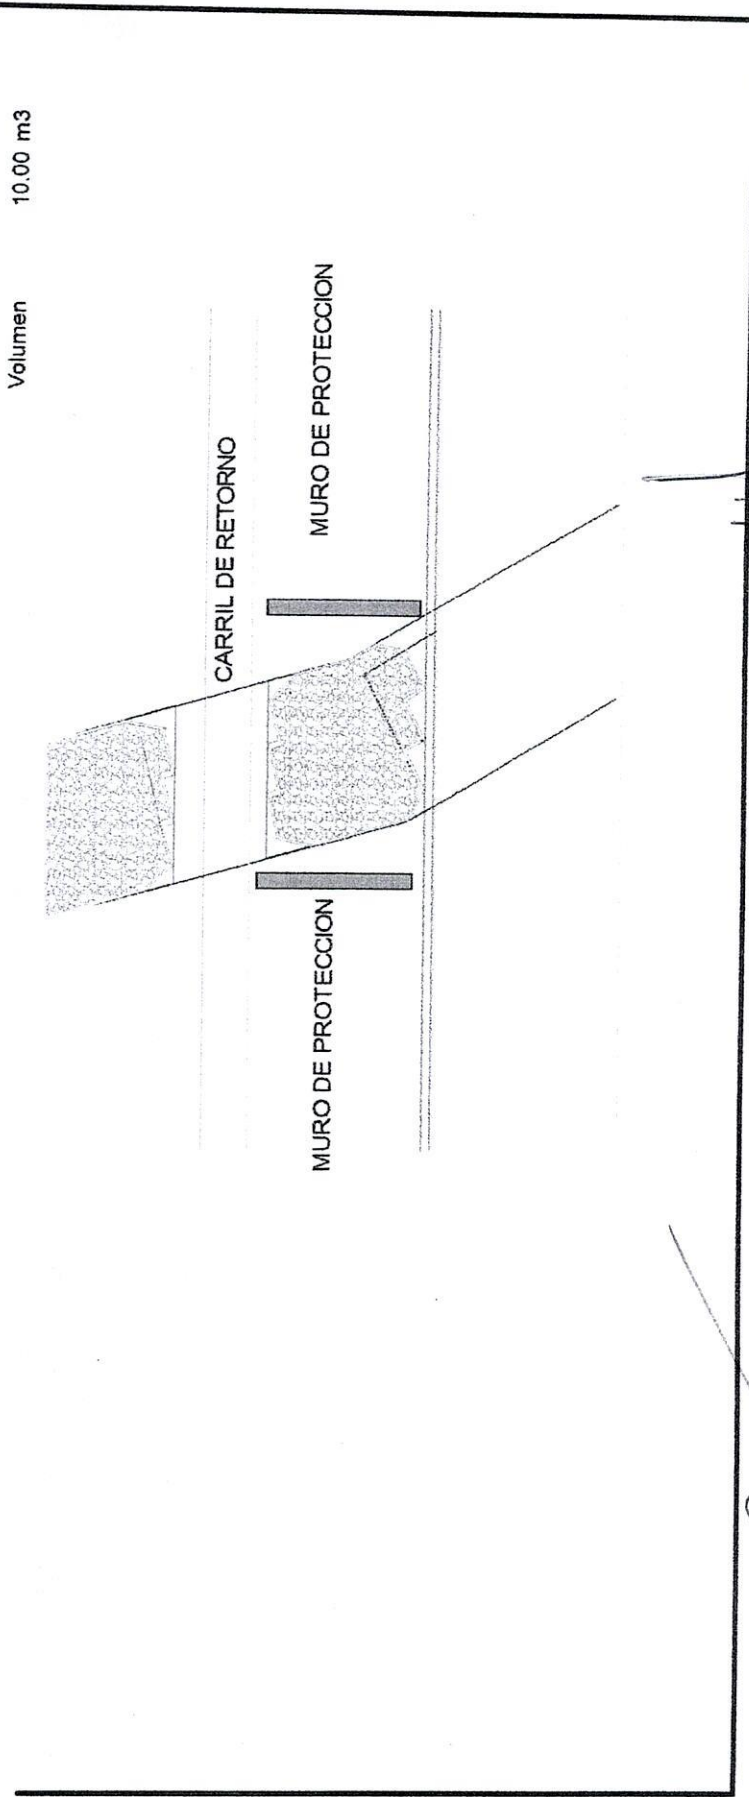 Volumen 10.00 m3
CARRIL DE RETORNO
MURO DE PROTECCION
MURO DE PROTECCION